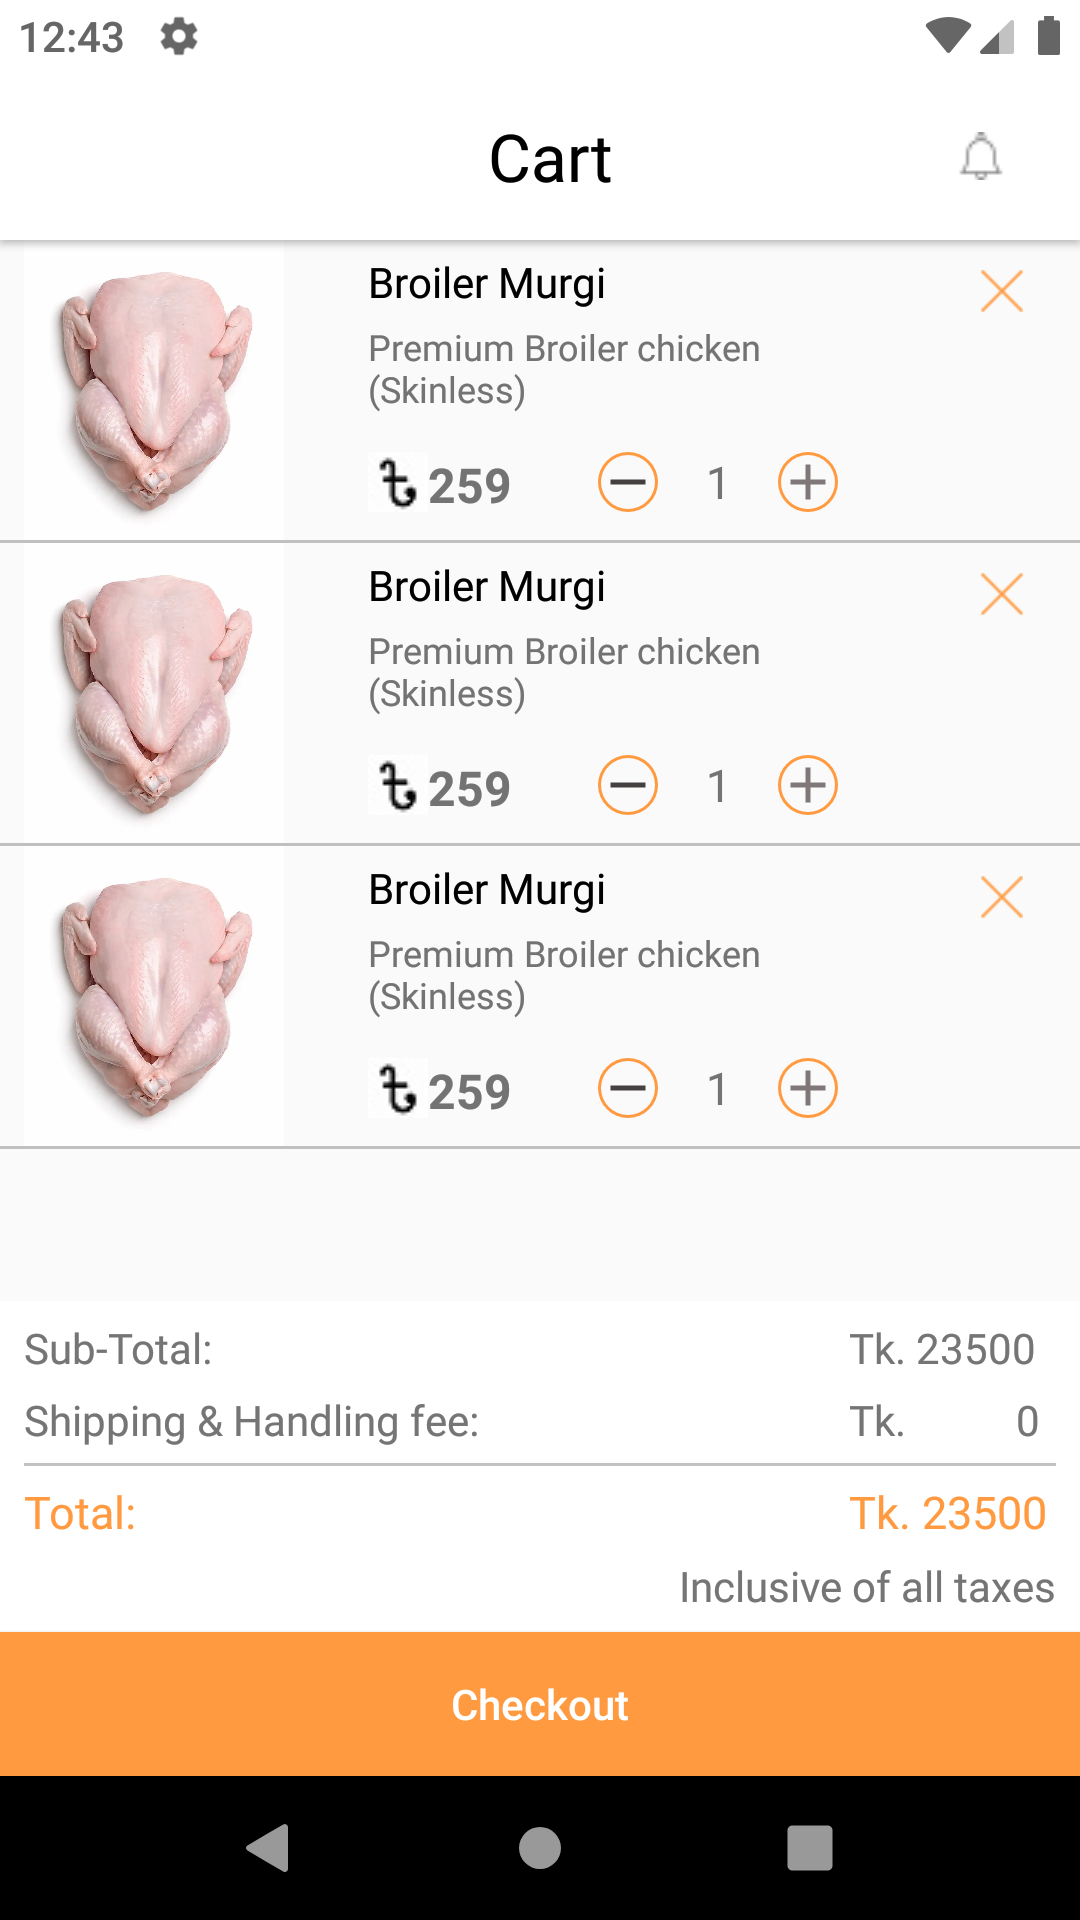 12:43
Cart
Broiler Murgi
Premium Broiler chicken
(Skinless)
৳ 259 1
Broiler Murgi
Premium Broiler chicken
(Skinless)
৳ 259 1
Broiler Murgi
Premium Broiler chicken
(Skinless)
৳ 259 1
Sub-Total: Tk. 23500
Shipping & Handling fee: Tk. 0
Total: Tk. 23500
Inclusive of all taxes
Checkout